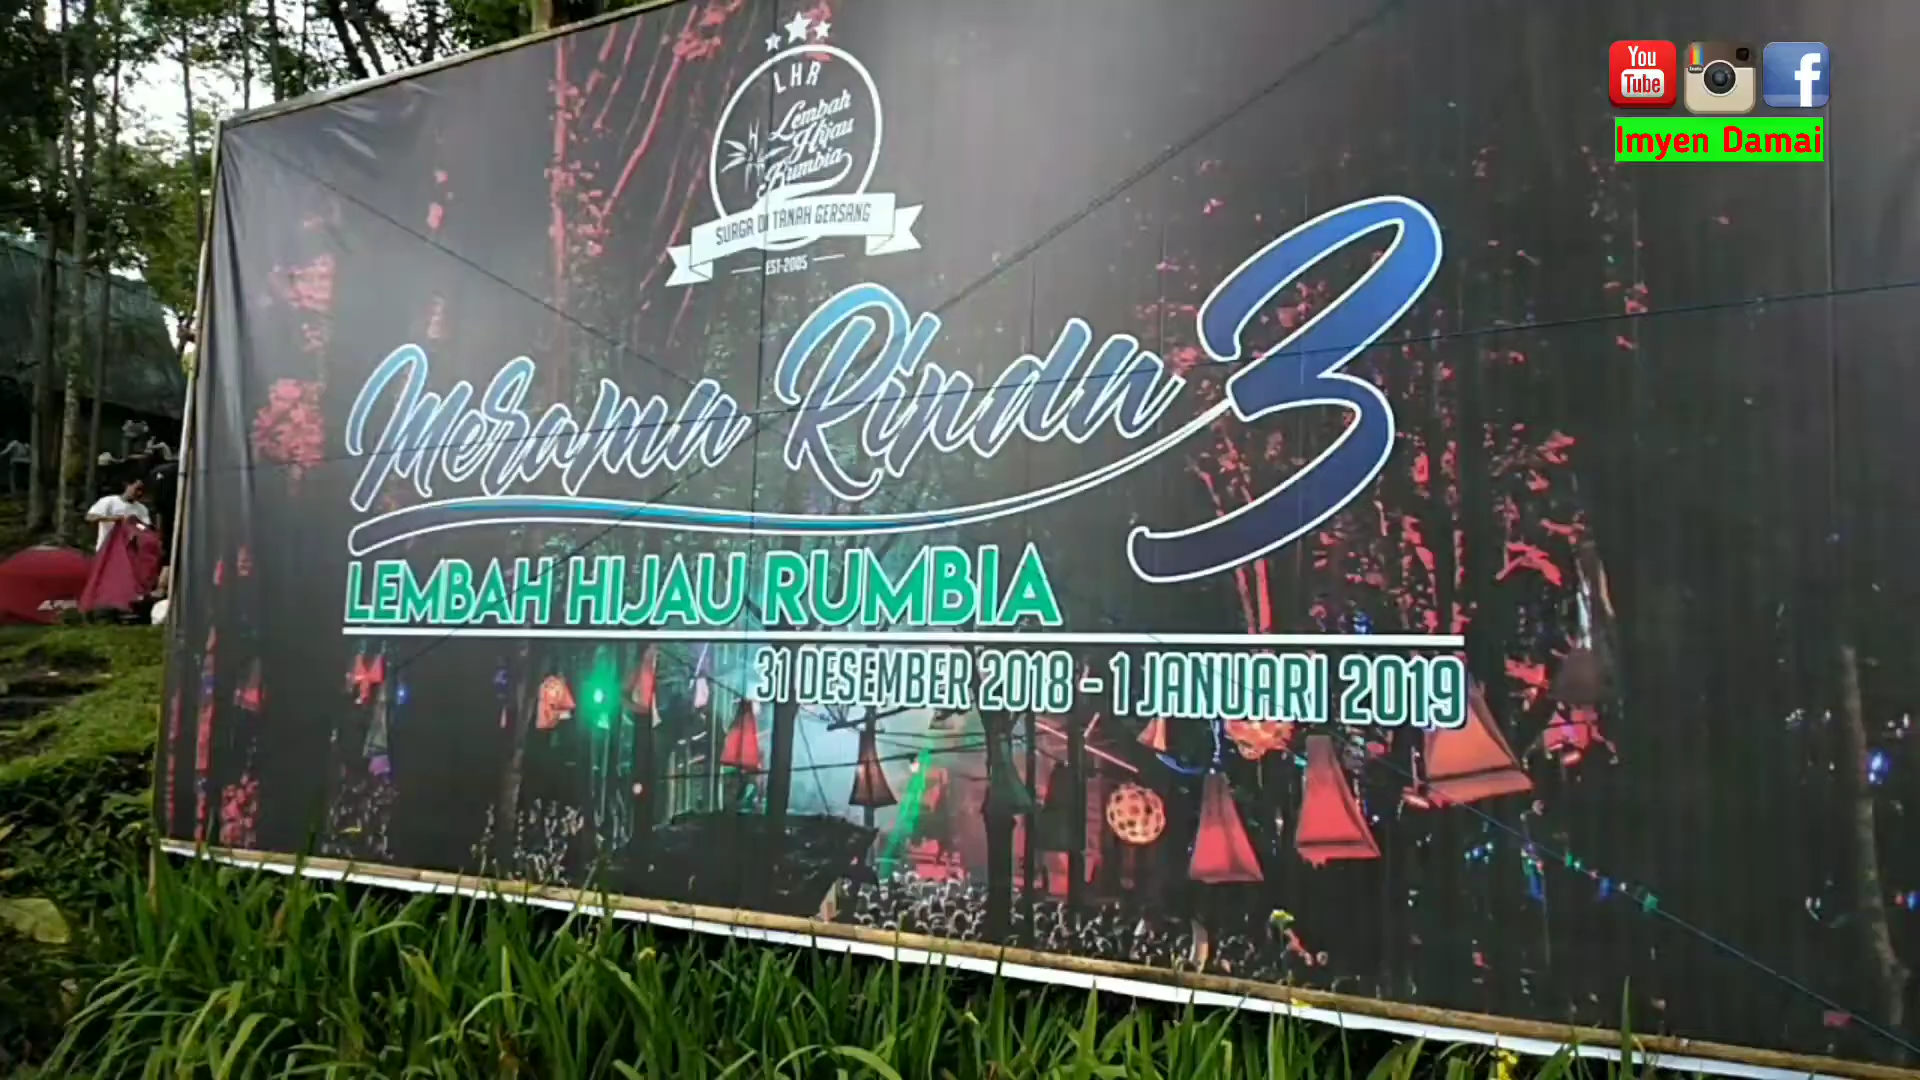 You
Tube
Imyen Damai
LHR
Lembah
Hijau
Rumbia
SURGA DI TANAH GERSANG
EST-2005
Meramu Rindu 3
LEMBAH HIJAU RUMBIA
31 DESEMBER 2018 - 1 JANUARI 2019